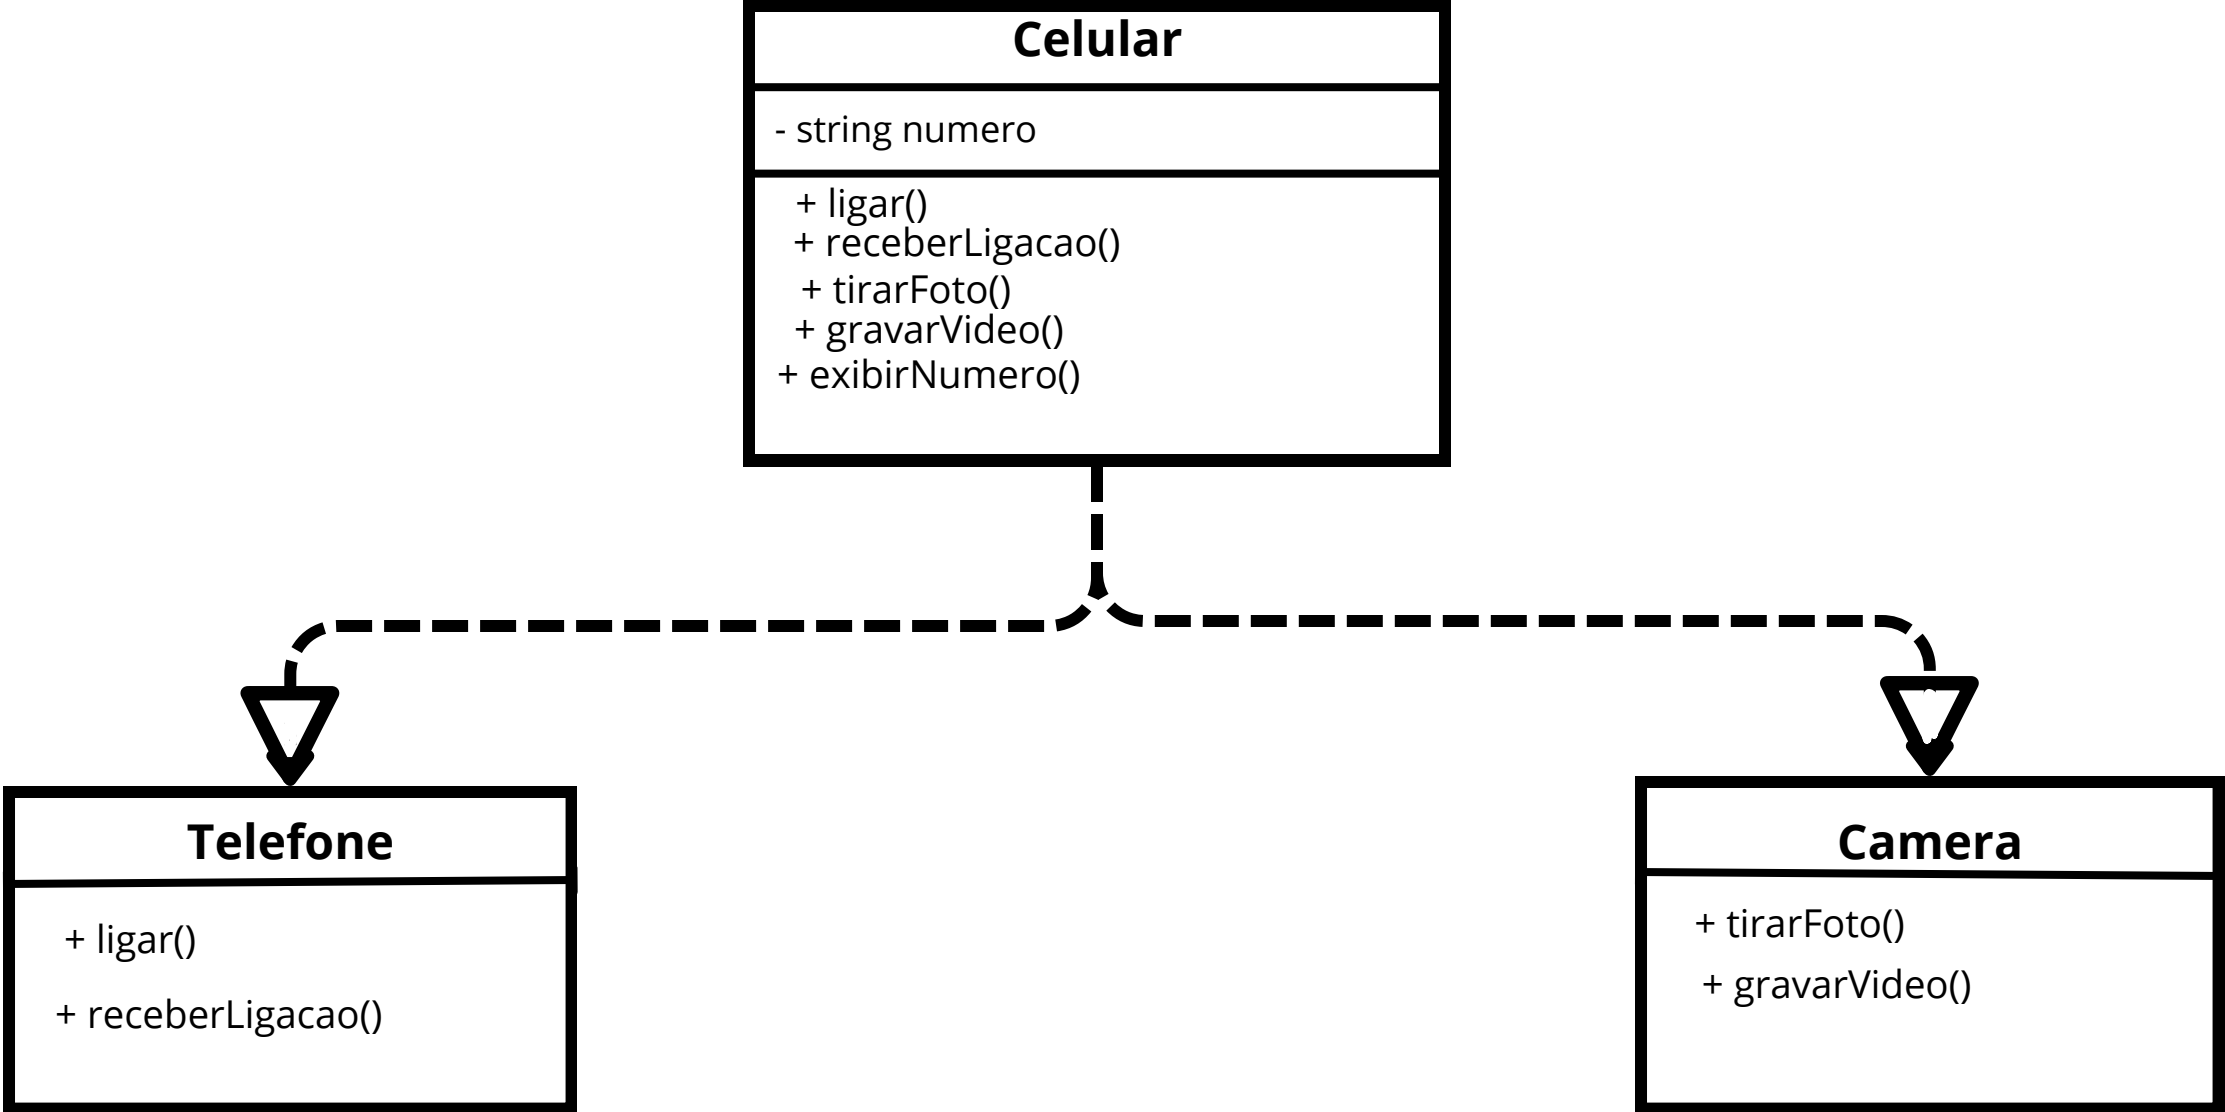 Celular
- string numero
+ ligar()
+ receberLigacao()
+ tirarFoto()
+ gravarVideo()
+ exibirNumero()
Telefone
+ ligar()
+ receberLigacao()
Camera
+ tirarFoto()
+ gravarVideo()